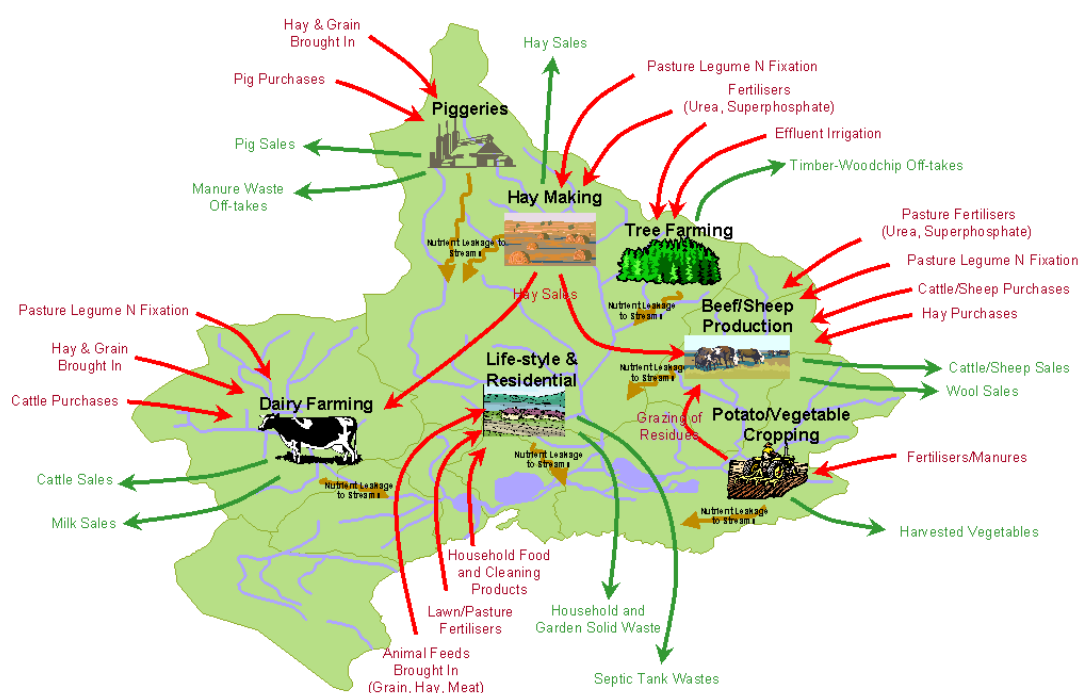 Hay & Grain
Brought In
Pig Purchases
Piggeries
Pig Sales
Manure Waste
Off-takes
Hay Sales
Pasture Legume N Fixation
Fertilisers
(Urea, Superphosphate)
Effluent Irrigation
Timber-Woodchip Off-takes
Hay Making
Nutrient Leakage to
Streams
Tree Farming
Nutrient Leakage
to Streams
Hay Sales
Pasture Fertilisers
(Urea, Superphosphate)
Pasture Legume N Fixation
Cattle/Sheep Purchases
Hay Purchases
Beef/Sheep
Production
Nutrient Leakage
to Streams
Cattle/Sheep Sales
Wool Sales
Pasture Legume N Fixation
Hay & Grain
Brought In
Cattle Purchases
Dairy Farming
Cattle Sales
Milk Sales
Nutrient Leakage
to Streams
Life-style &
Residential
Nutrient Leakage
to Streams
Grazing of
Residues
Potato/Vegetable
Cropping
Fertilisers/Manures
Nutrient Leakage
to Streams
Harvested Vegetables
Household Food
and Cleaning
Products
Lawn/Pasture
Fertilisers
Animal Feeds
Brought In
(Grain, Hay, Meat)
Household and
Garden Solid Waste
Septic Tank Wastes